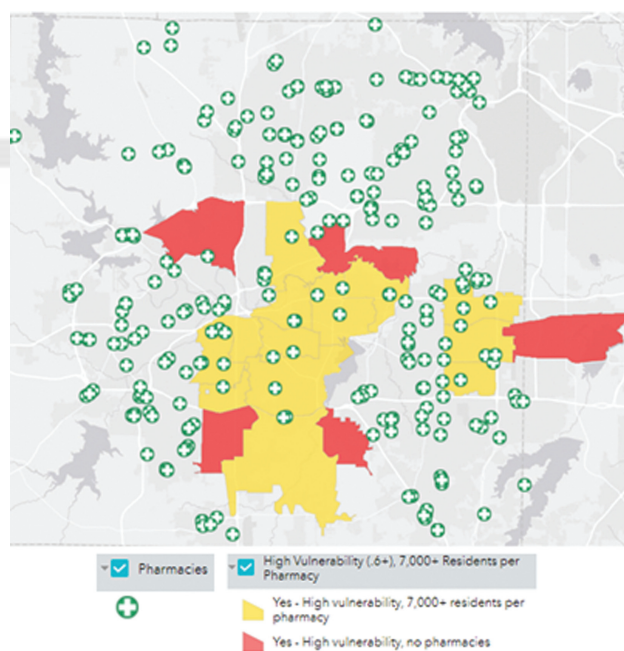 Pharmacies
High Vulnerability (.6+), 7,000+ Residents per
Pharmacy
Yes - High vulnerability, 7,000+ residents per
pharmacy
Yes - High vulnerability, no pharmacies